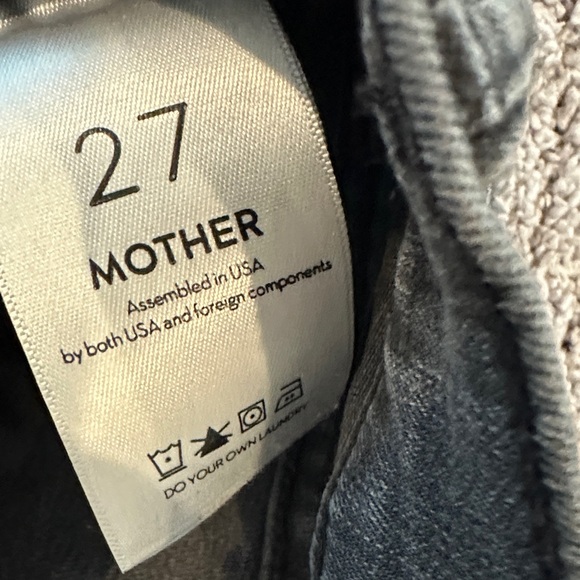 27
MOTHER
Assembled in USA
by both USA and foreign components
DO YOUR OWN LAUNDRY